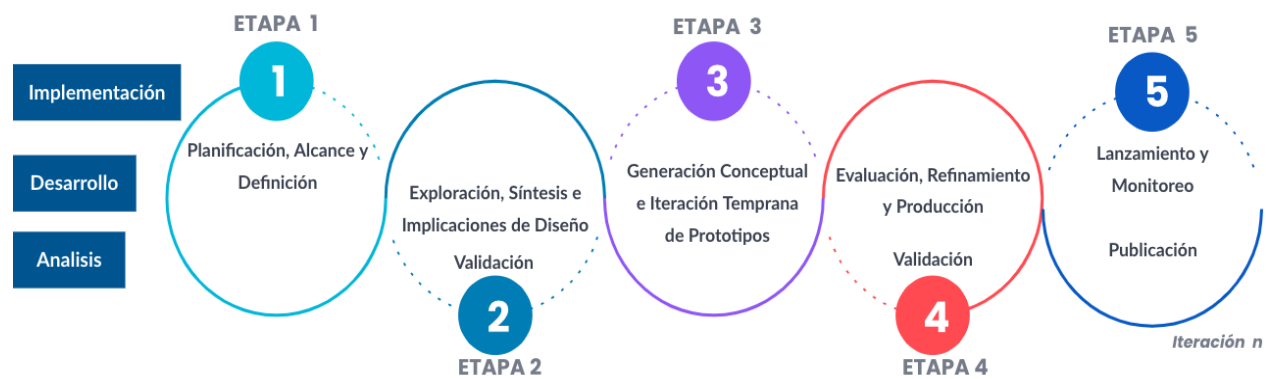 Implementación
Desarrollo
Analisis
ETAPA 1
1
Planificación, Alcance y
Definición
Exploración, Síntesis e
Implicaciones de Diseño
Validación
2
ETAPA 2
ETAPA 3
3
Generación Conceptual
e Iteración Temprana
de Prototipos
Evaluación, Refinamiento
y Producción
Validación
4
ETAPA 4
ETAPA 5
5
Lanzamiento y
Monitoreo
Publicación
Iteración n